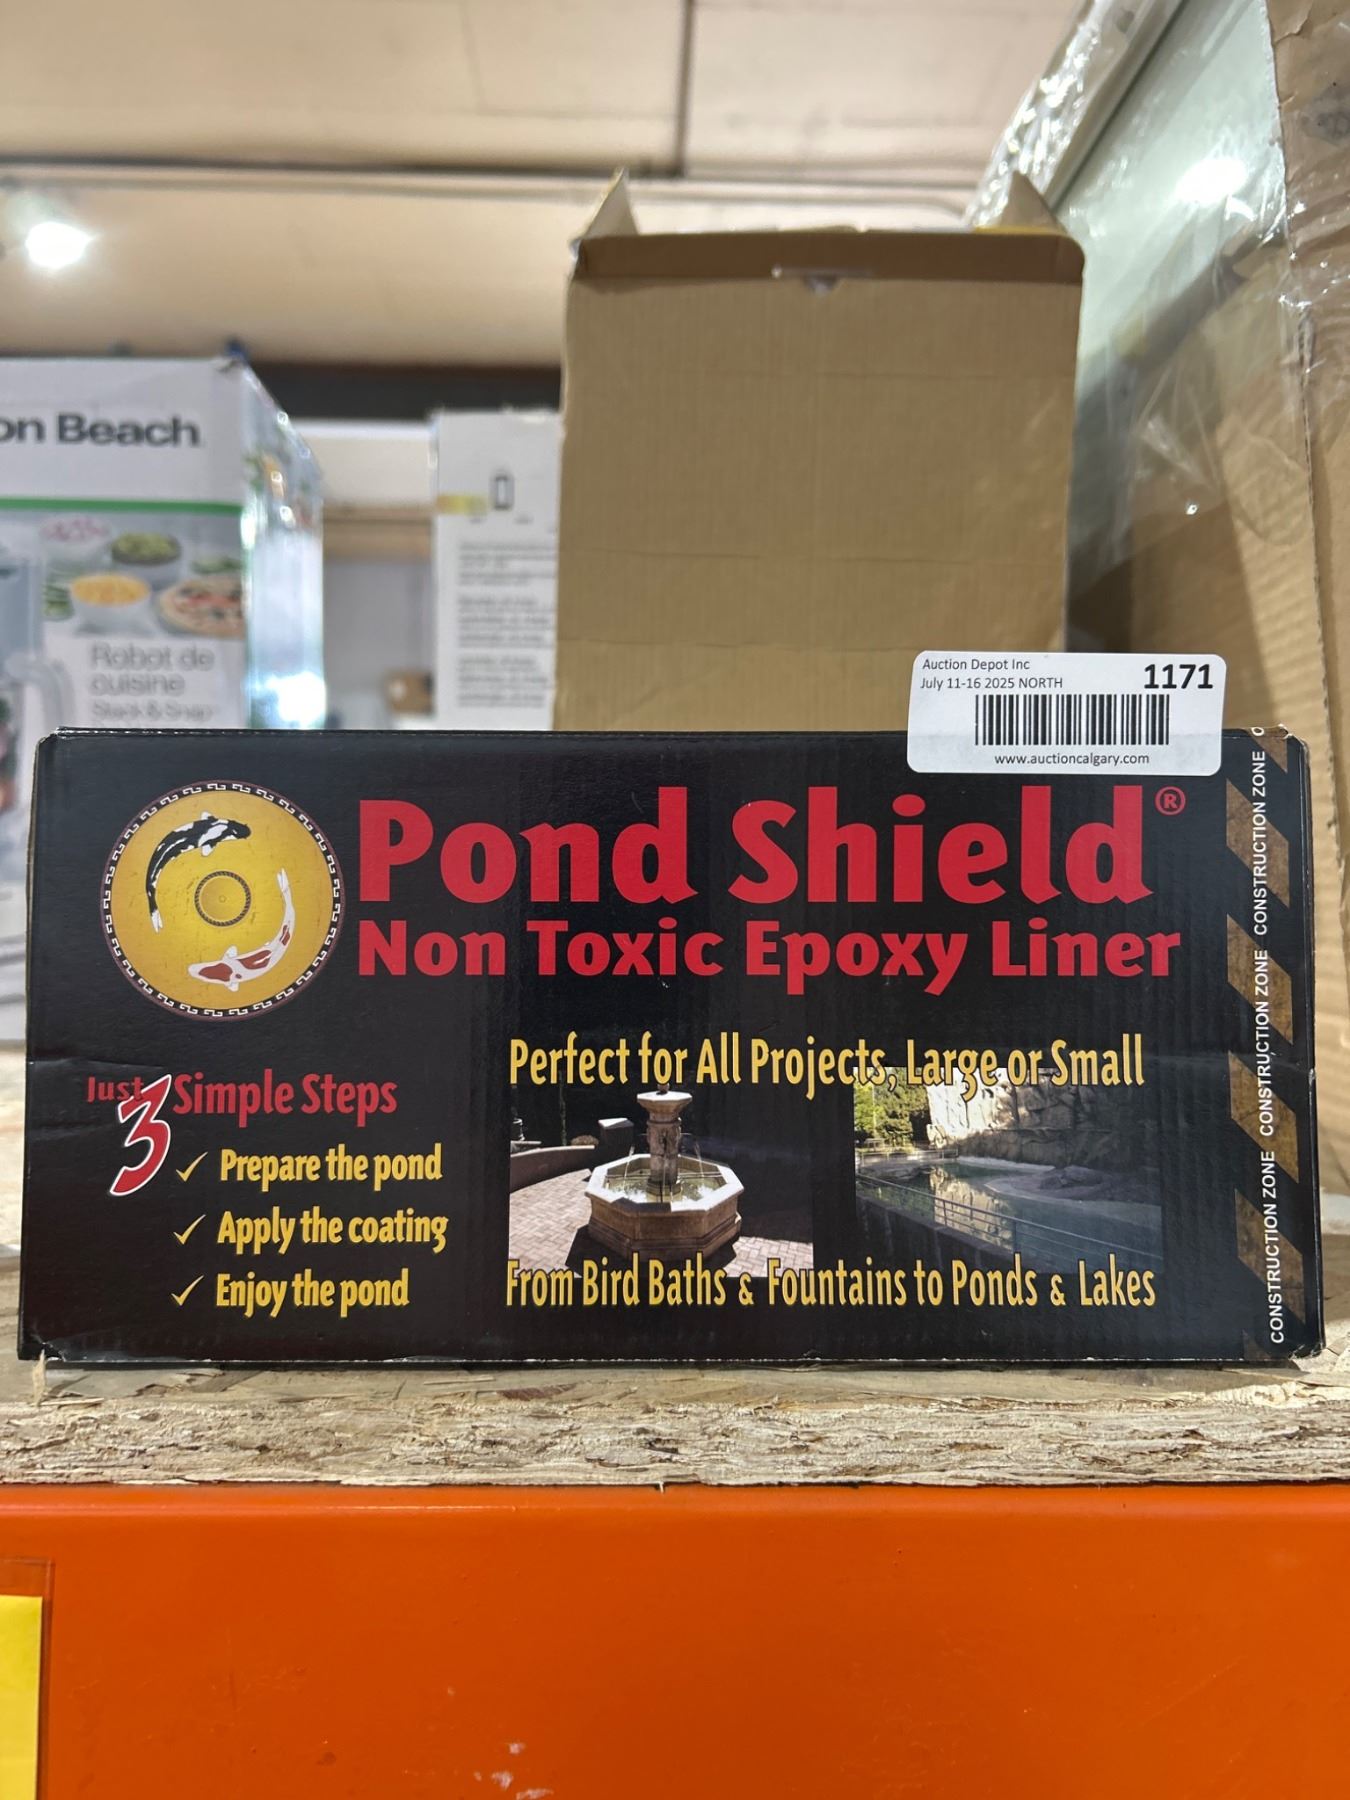 on Beach
Robot de
cuisine
Stack & Snap
Auction Depot Inc
July 11-16 2025 NORTH
1171
www.auctioncalgary.com
Pond Shield®
Non Toxic Epoxy Liner
Perfect for All Projects, Large or Small
Just 3 Simple Steps
✓ Prepare the pond
✓ Apply the coating
✓ Enjoy the pond
From Bird Baths & Fountains to Ponds & Lakes
CONSTRUCTION ZONE CONSTRUCTION ZONE CONSTRUCTION ZONE CONSTRUCTION ZONE C